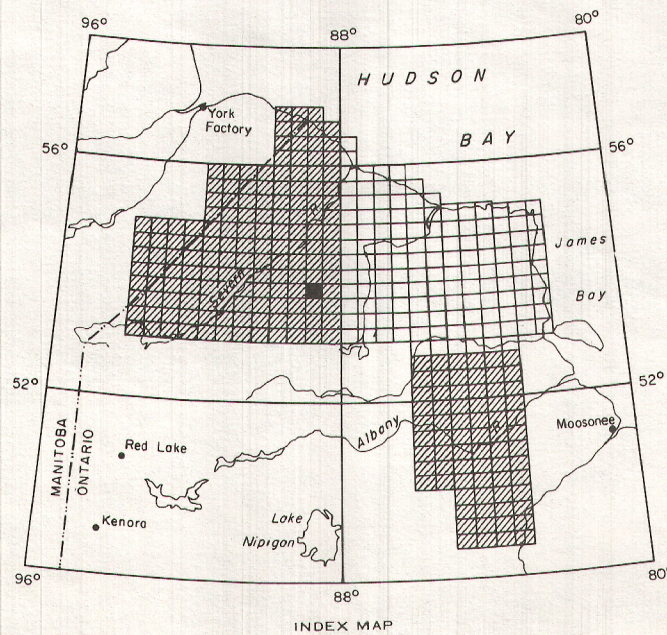 96°
88°
80°
HUDSON
York
Factory
BAY
56°
56°
James
Severn
R.
Bay
52°
52°
Albany
R.
Moosonee
MANITOBA
ONTARIO
Red Lake
Kenora
Lake
Nipigon
96°
88°
80°
INDEX MAP